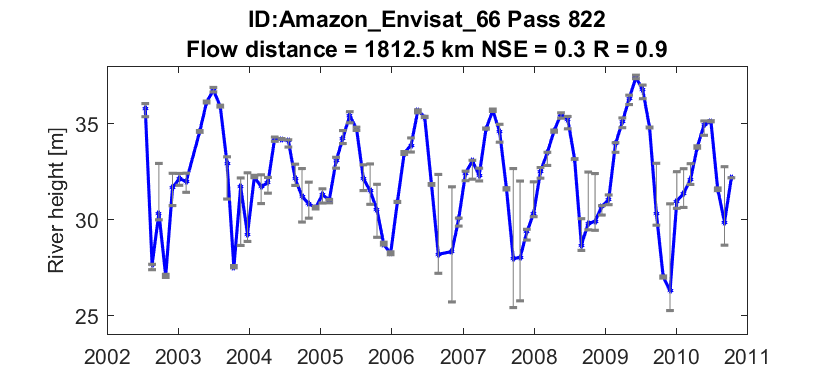 ID:Amazon_Envisat_66 Pass 822
Flow distance = 1812.5 km NSE = 0.3 R = 0.9
River height [m]
35
30
25
2002 2003 2004 2005 2006 2007 2008 2009 2010 2011